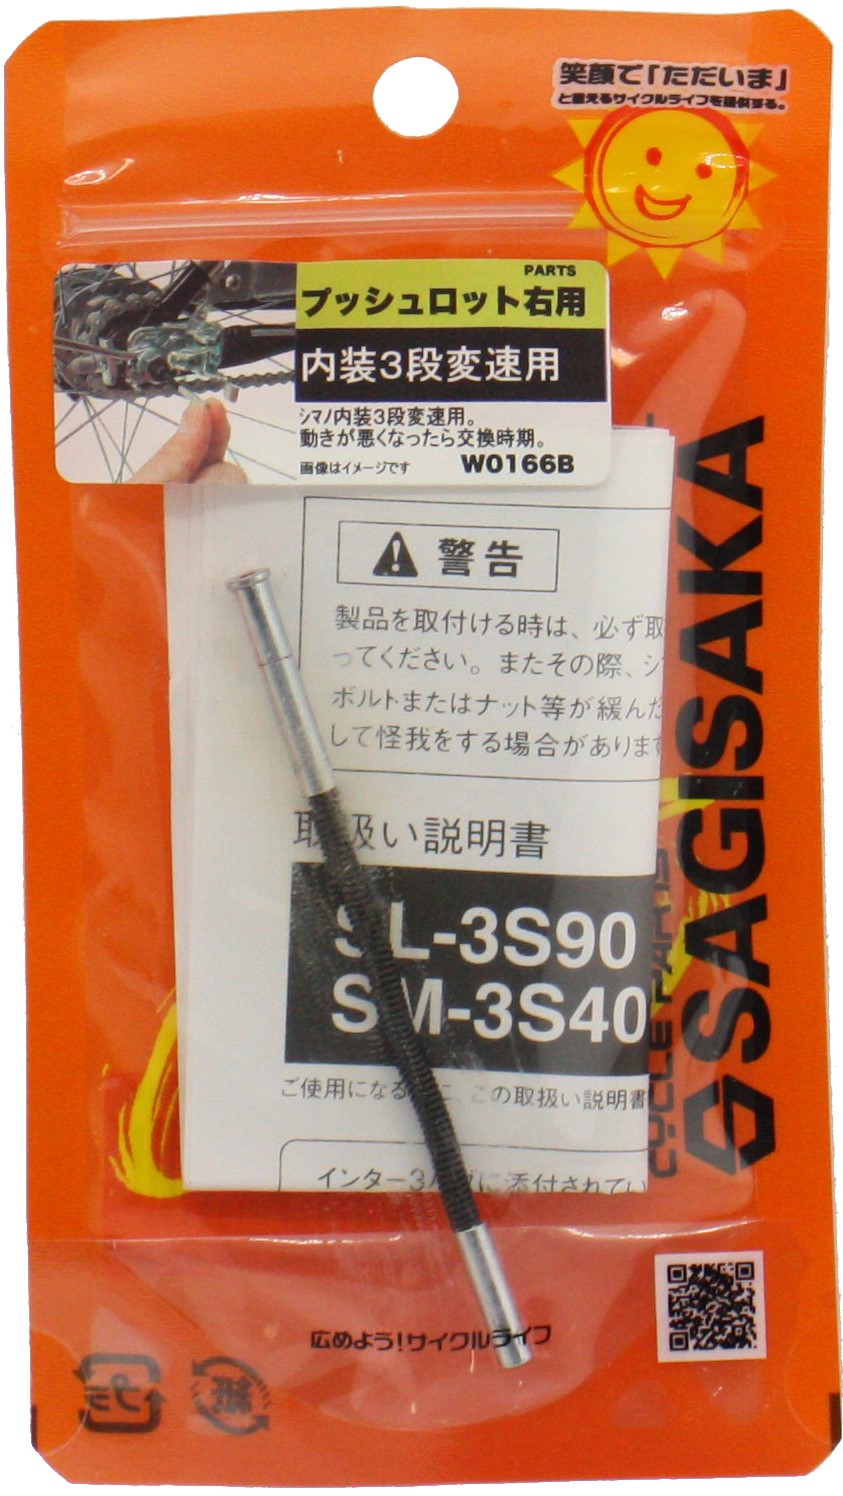 笑顔で「ただいま」
と言えるサイクルライフを提供する。
PARTS
プッシュロット右用
内装3段変速用
シマノ内装3段変速用。
動きが悪くなったら交換時期。
画像はイメージです
W0166B
警告
製品を取付ける時は、必ず取
ってください。またその際、シ
ボルトまたはナット等が緩んだ
して怪我をする場合があります
取扱い説明書
SL-3S90
SM-3S40
ご使用になる
この取扱い説明書
インター3
に添付されてい
SAGISAKA
CYCLE PARTS
広めよう!サイクルライフ
プラ
紙